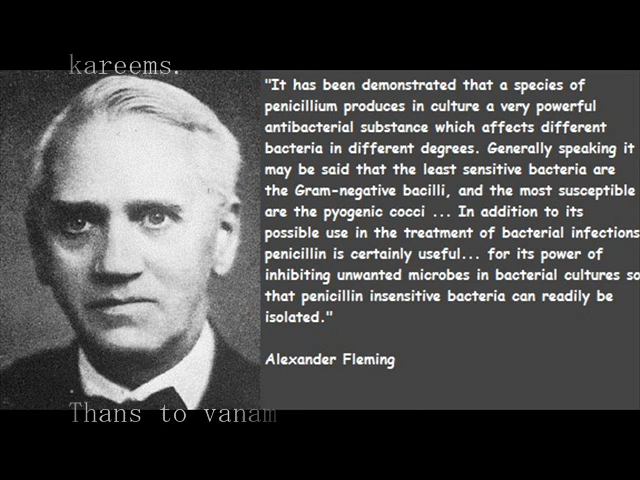 kareems.
"It has been demonstrated that a species of
penicillium produces in culture a very powerful
antibacterial substance which affects different
bacteria in different degrees. Generally speaking it
may be said that the least sensitive bacteria are
the Gram-negative bacilli, and the most susceptible
are the pyogenic cocci ... In addition to its
possible use in the treatment of bacterial infections
penicillin is certainly useful... for its power of
inhibiting unwanted microbes in bacterial cultures so
that penicillin insensitive bacteria can readily be
isolated."
Alexander Fleming
Thans to vanam